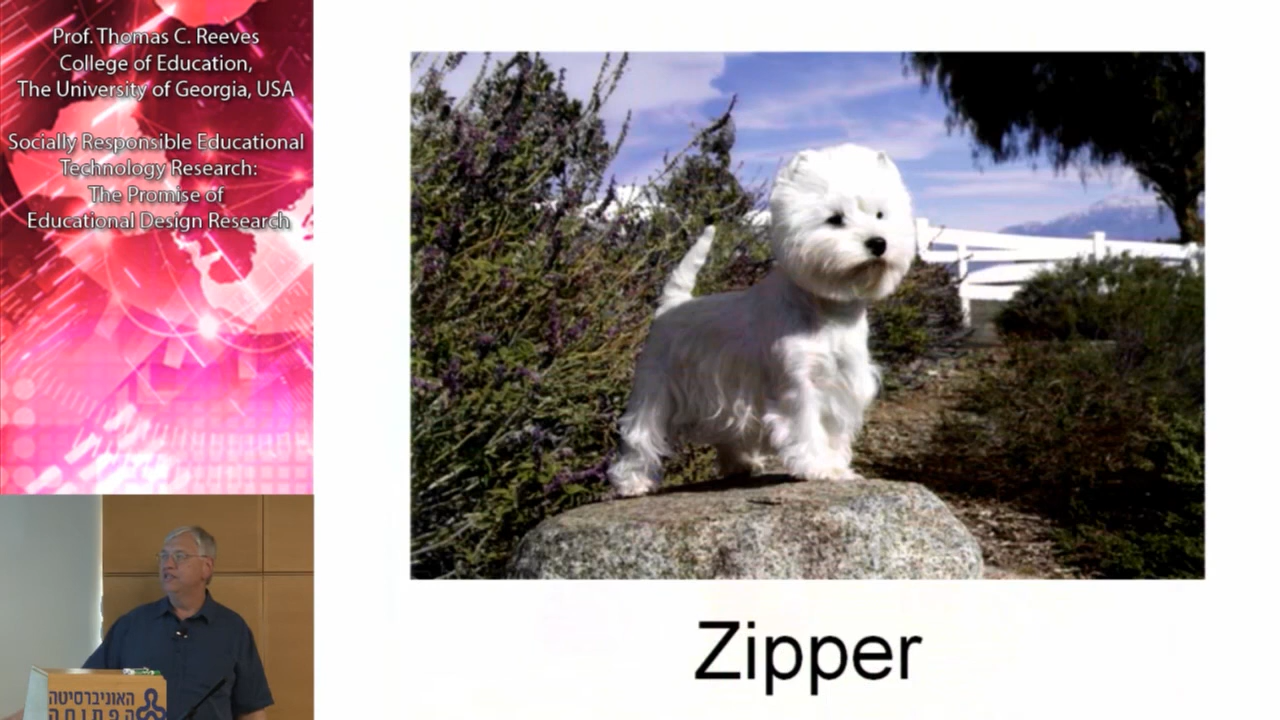 Prof. Thomas C. Reeves
College of Education,
The University of Georgia, USA
Socially Responsible Educational
Technology Research:
The Promise of
Educational Design Research
Zipper
האוניברסיטה
הפתוחה